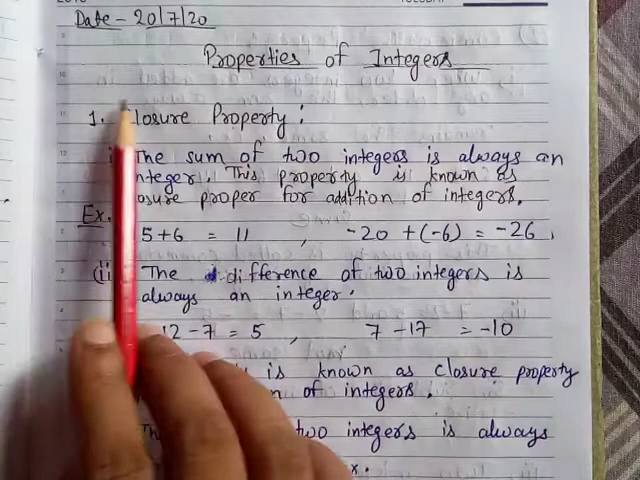 Date - 20/7/20
Properties of Integers
1. Closure Property :
The sum of two integers is always an
nteger. This property is known as
osure proper for addition of integers.
Ex.
5+6 = 11 , -20 +(-6) = -26,
(ii The difference of two integers is
always an integer.
12 -7 = 5 , 7 -17 = -10
is known as closure property
of integers.
two integers is always